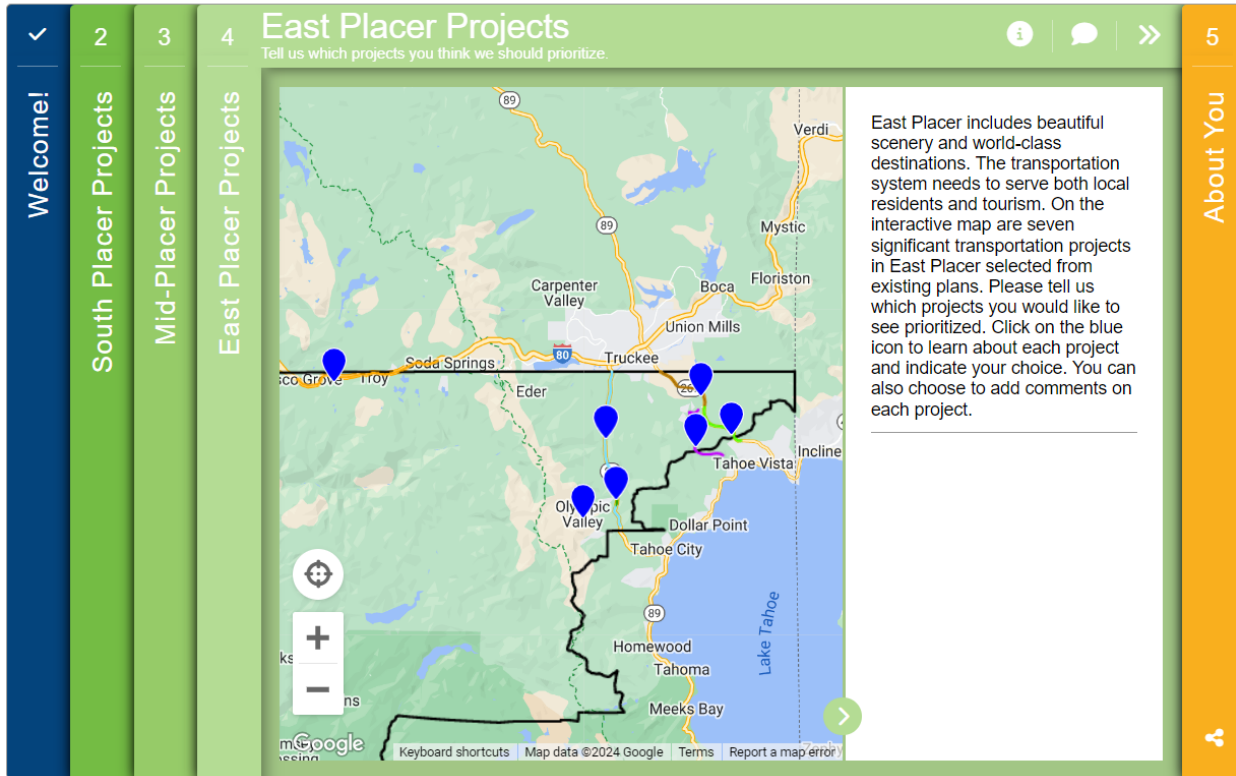 Welcome!
2
South Placer Projects
3
Mid-Placer Projects
4
East Placer Projects
East Placer Projects
Tell us which projects you think we should prioritize.
5
About You
89
Verdi
89
Mystic
Carpenter
Valley
Boca
Floriston
Union Mills
80
Truckee
Soda Springs
Troy
Eder
Incline
Tahoe Vista
Valley
Dollar Point
Tahoe City
89
Homewood
Tahoma
Lake Tahoe
Meeks Bay
Google
Keyboard shortcuts
Map data ©2024 Google
Terms
Report a map error
East Placer includes beautiful
scenery and world-class
destinations. The transportation
system needs to serve both local
residents and tourism. On the
interactive map are seven
significant transportation projects
in East Placer selected from
existing plans. Please tell us
which projects you would like to
see prioritized. Click on the blue
icon to learn about each project
and indicate your choice. You can
also choose to add comments on
each project.